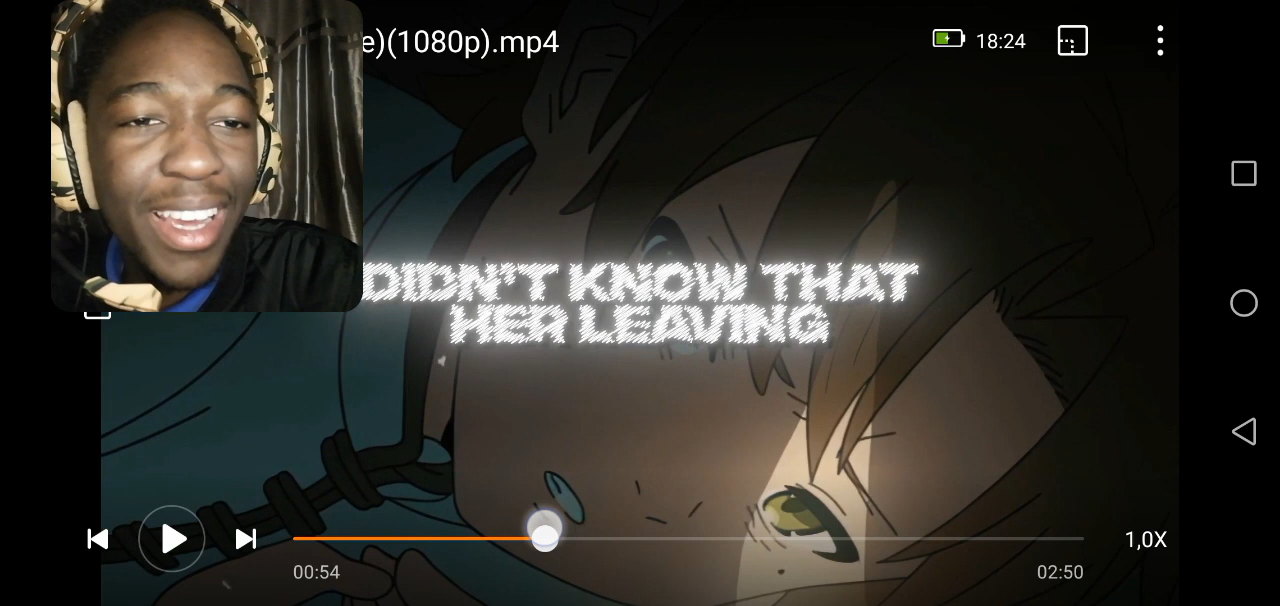 e)(1080p).mp4
18:24
DIDN'T KNOW THAT
HER LEAVING
00:54
02:50
1,0X